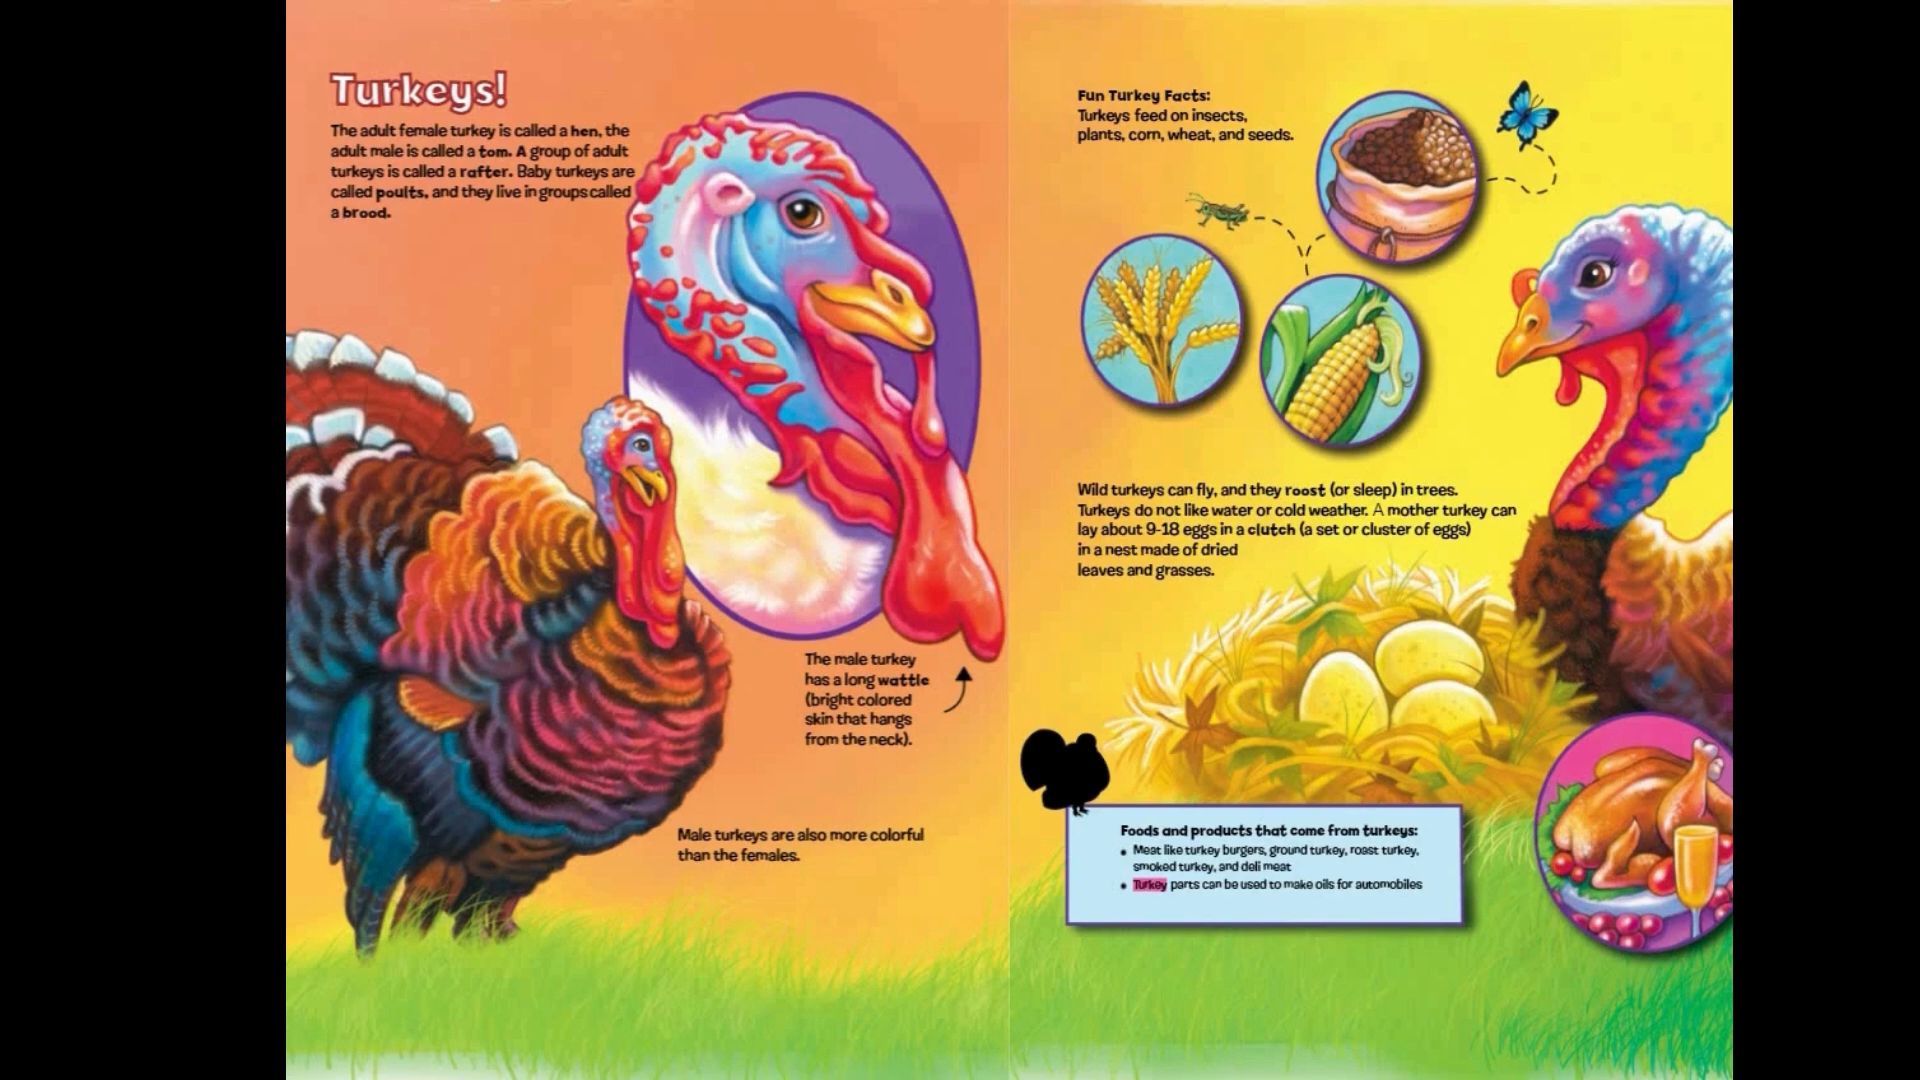 Turkeys!
The adult female turkey is called a hen, the
adult male is called a tom. A group of adult
turkeys is called a rafter. Baby turkeys are
called poults, and they live in groups called
a brood.
The male turkey
has a long wattle
(bright colored
skin that hangs
from the neck).
Male turkeys are also more colorful
than the females.
Fun Turkey Facts:
Turkeys feed on insects,
plants, corn, wheat, and seeds.
Wild turkeys can fly, and they roost (or sleep) in trees.
Turkeys do not like water or cold weather. A mother turkey can
lay about 9-18 eggs in a clutch (a set or cluster of eggs)
in a nest made of dried
leaves and grasses.
Foods and products that come from turkeys:
• Meat like turkey burgers, ground turkey, roast turkey,
smoked turkey, and deli meat
• Turkey parts can be used to make oils for automobiles